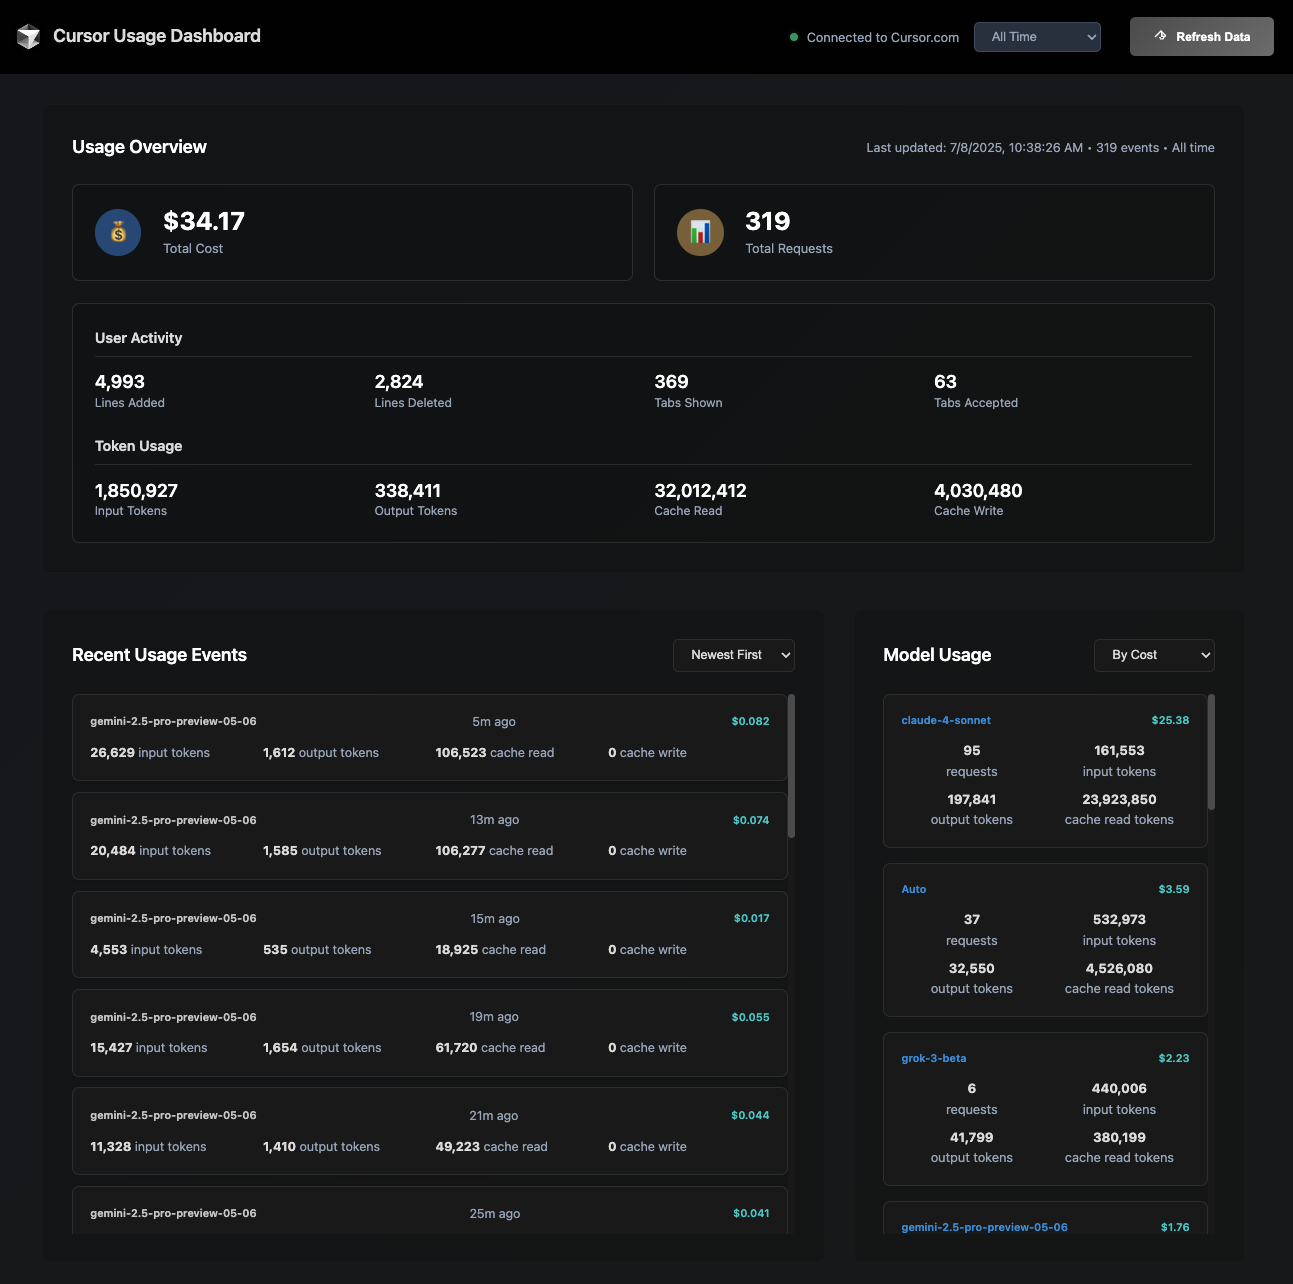 Cursor Usage Dashboard
Connected to Cursor.com
All Time
Refresh Data
Usage Overview
Last updated: 7/8/2025, 10:38:26 AM • 319 events • All time
$34.17
Total Cost
319
Total Requests
User Activity
4,993 2,824 369 63
Lines Added Lines Deleted Tabs Shown Tabs Accepted
Token Usage
1,850,927 338,411 32,012,412 4,030,480
Input Tokens Output Tokens Cache Read Cache Write
Recent Usage Events
Newest First
gemini-2.5-pro-preview-05-06 5m ago $0.082
26,629 input tokens 1,612 output tokens 106,523 cache read 0 cache write
gemini-2.5-pro-preview-05-06 13m ago $0.074
20,484 input tokens 1,585 output tokens 106,277 cache read 0 cache write
gemini-2.5-pro-preview-05-06 15m ago $0.017
4,553 input tokens 535 output tokens 18,925 cache read 0 cache write
gemini-2.5-pro-preview-05-06 19m ago $0.055
15,427 input tokens 1,654 output tokens 61,720 cache read 0 cache write
gemini-2.5-pro-preview-05-06 21m ago $0.044
11,328 input tokens 1,410 output tokens 49,223 cache read 0 cache write
gemini-2.5-pro-preview-05-06 25m ago $0.041
Model Usage
By Cost
claude-4-sonnet $25.38
95 161,553
requests input tokens
197,841 23,923,850
output tokens cache read tokens
Auto $3.59
37 532,973
requests input tokens
32,550 4,526,080
output tokens cache read tokens
grok-3-beta $2.23
6 440,006
requests input tokens
41,799 380,199
output tokens cache read tokens
gemini-2.5-pro-preview-05-06 $1.76